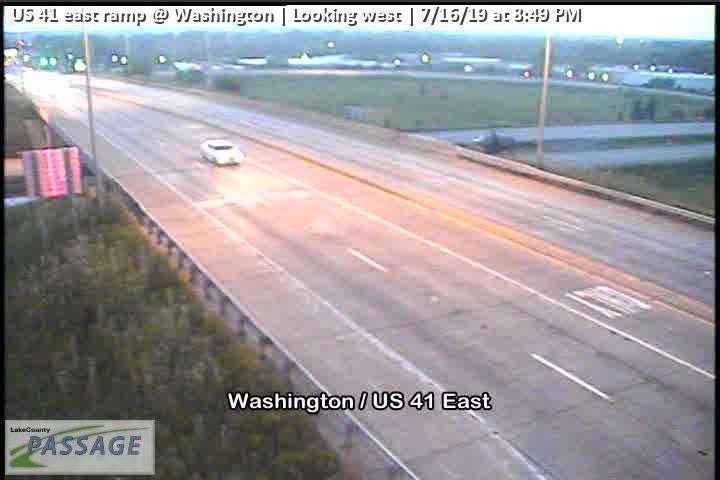 US 41 east ramp @ Washington | Looking west | 7/16/19 at 8:49 PM
Washington / US 41 East
LakeCounty
PASSAGE